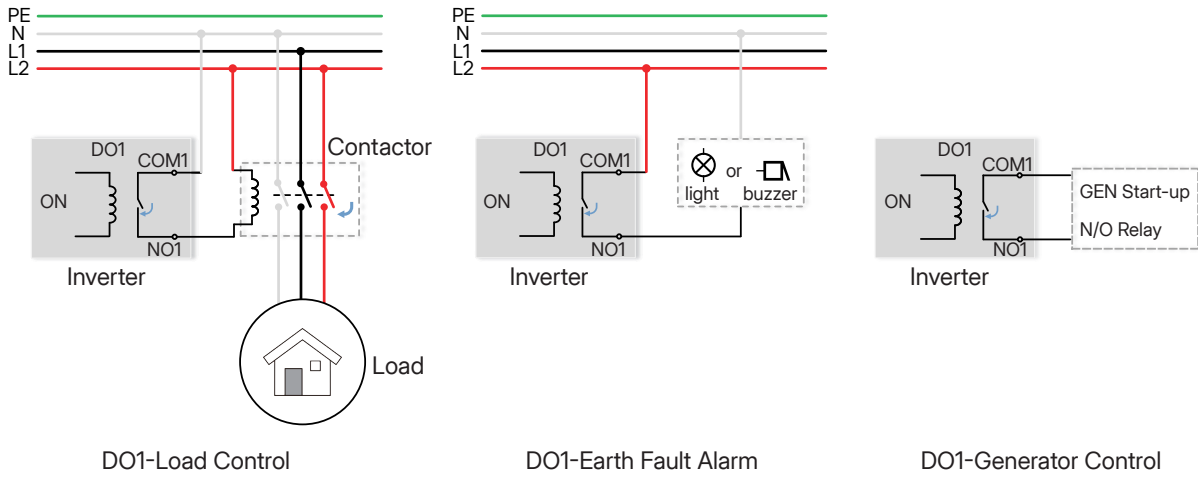 PE
N
L1
L2
DO1
COM1
ON
NO1
Inverter
Contactor
Load
DO1-Load Control
PE
N
L1
L2
DO1
COM1
ON
NO1
Inverter
or
light
buzzer
DO1-Earth Fault Alarm
DO1
COM1
ON
NO1
Inverter
GEN Start-up
N/O Relay
DO1-Generator Control